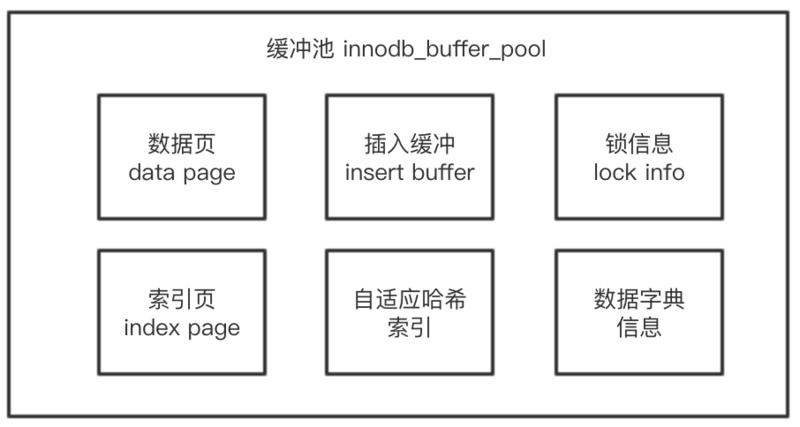 缓冲池 innodb_buffer_pool
数据页
data page
插入缓冲
insert buffer
锁信息
lock info
索引页
index page
自适应哈希
索引
数据字典
信息